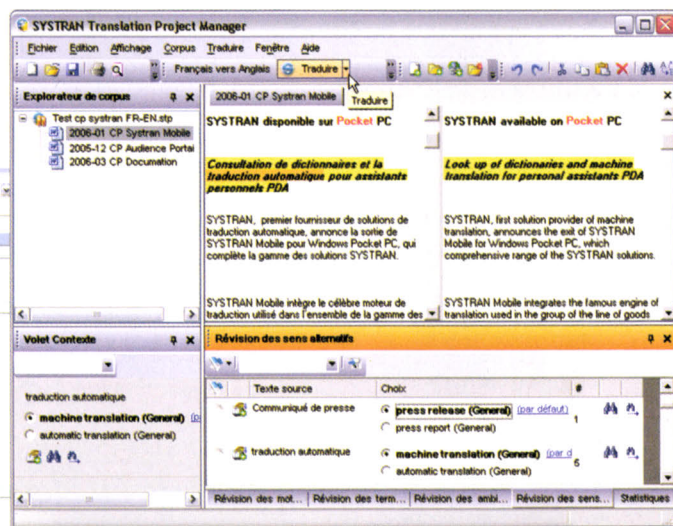 SYSTRAN Translation Project Manager
Fichier Edition Affichage Corpus Traduire Fenêtre Aide
Français vers Anglais Traduire
Explorateur de corpus
2006-01 CP Systran Mobile
Traduire
Test cp systran FR-EN.stp
2006-01 CP Systran Mobile
2005-12 CP Audience Portai
2006-03 CP Documation
SYSTRAN disponible sur Pocket PC
Consultation de dictionnaires et la
traduction automatique pour assistants
personnels PDA
SYSTRAN, premier fournisseur de solutions de
traduction automatique, annonce la sortie de
SYSTRAN Mobile pour Windows Pocket PC, qui
complète la gamme des solutions SYSTRAN.
SYSTRAN Mobile intègre le célèbre moteur de
traduction utilisé dans l'ensemble de la gamme des
SYSTRAN available on Pocket PC
Look up of dictionaries and machine
translation for personal assistants PDA
SYSTRAN, first solution provider of machine
translation, announces the exit of SYSTRAN
Mobile for Windows Pocket PC, which
comprehensive range of the SYSTRAN solutions.
SYSTRAN Mobile integrates the famous engine of
translation used in the group of the line of goods
Volet Contexte
traduction automatique
machine translation (General)
automatic translation (General)
Révision des sens alternatifs
Texte source Choix #
Communiqué de presse press release (General) (par défaut) 1
press report (General)
traduction automatique machine translation (General) (par d 5
automatic translation (General)
Révision des mot... Révision des term... Révision des ambi... Révision des sens... Statistiques